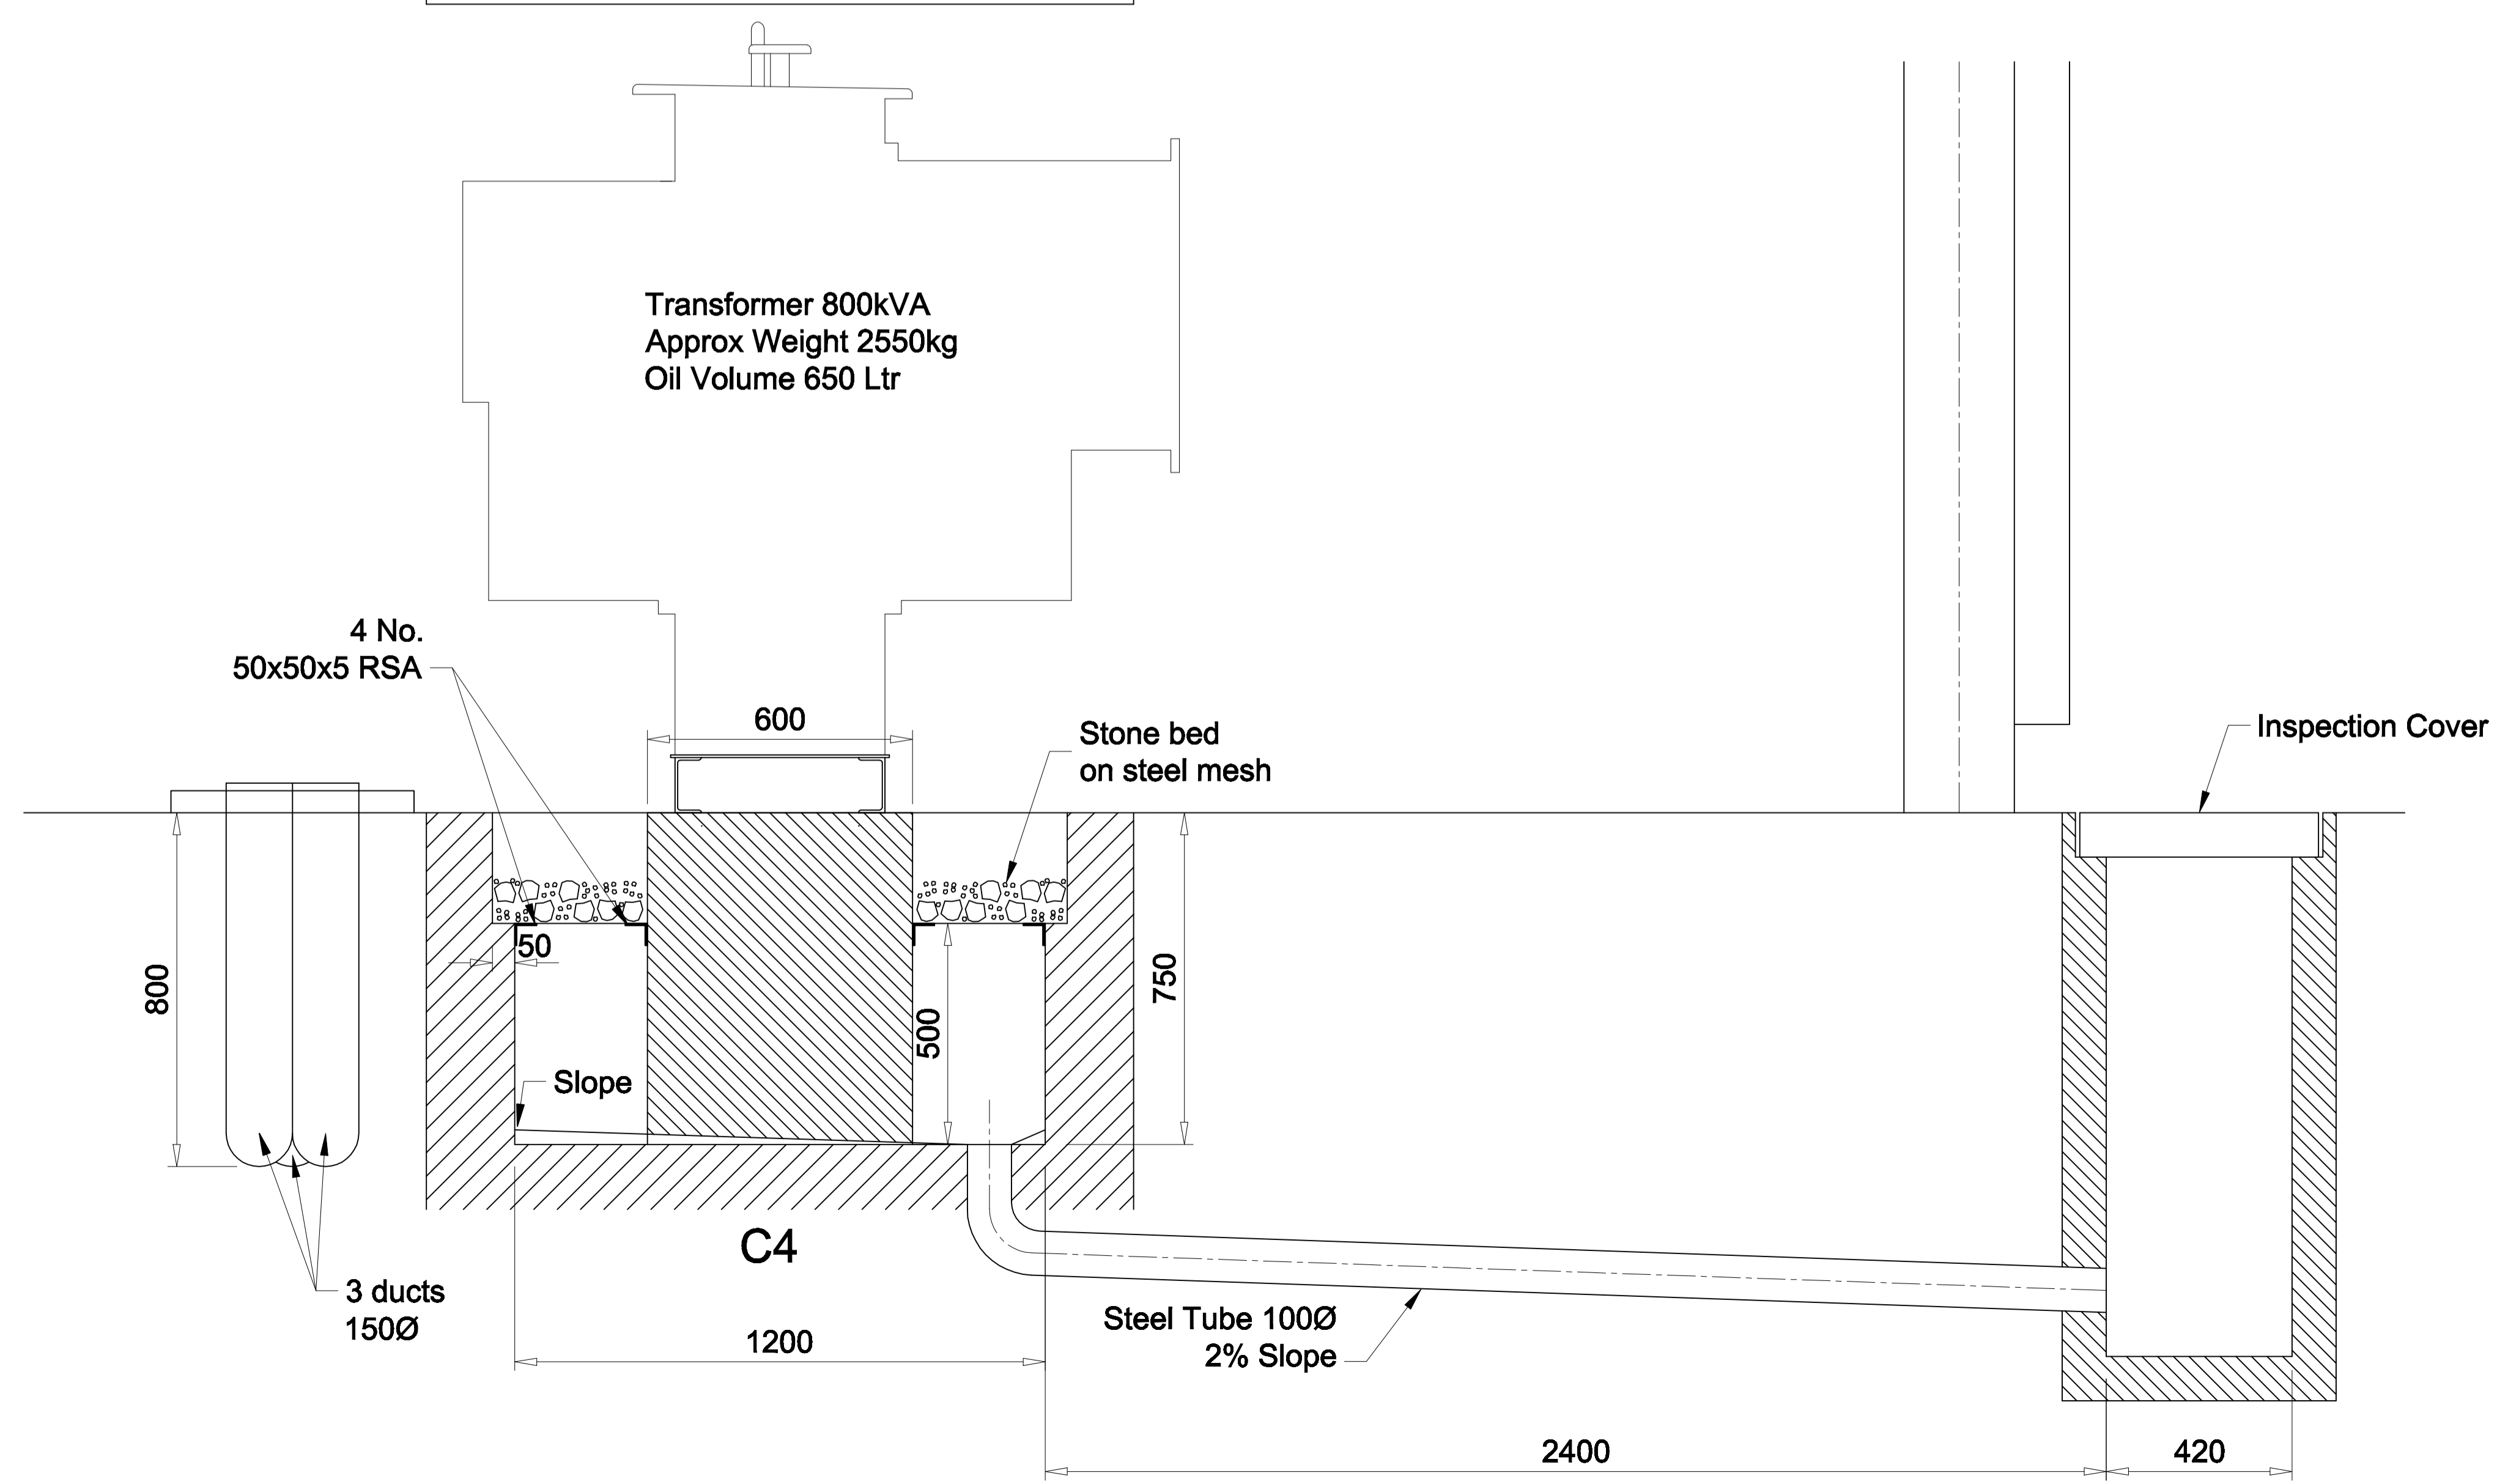 Transformer 800kVA
Approx Weight 2550kg
Oil Volume 650 Ltr
4 No.
50x50x5 RSA
600
Stone bed
on steel mesh
Inspection Cover
50
800
500
750
Slope
C4
3 ducts
150Ø
Steel Tube 100Ø
2% Slope
1200
2400
420